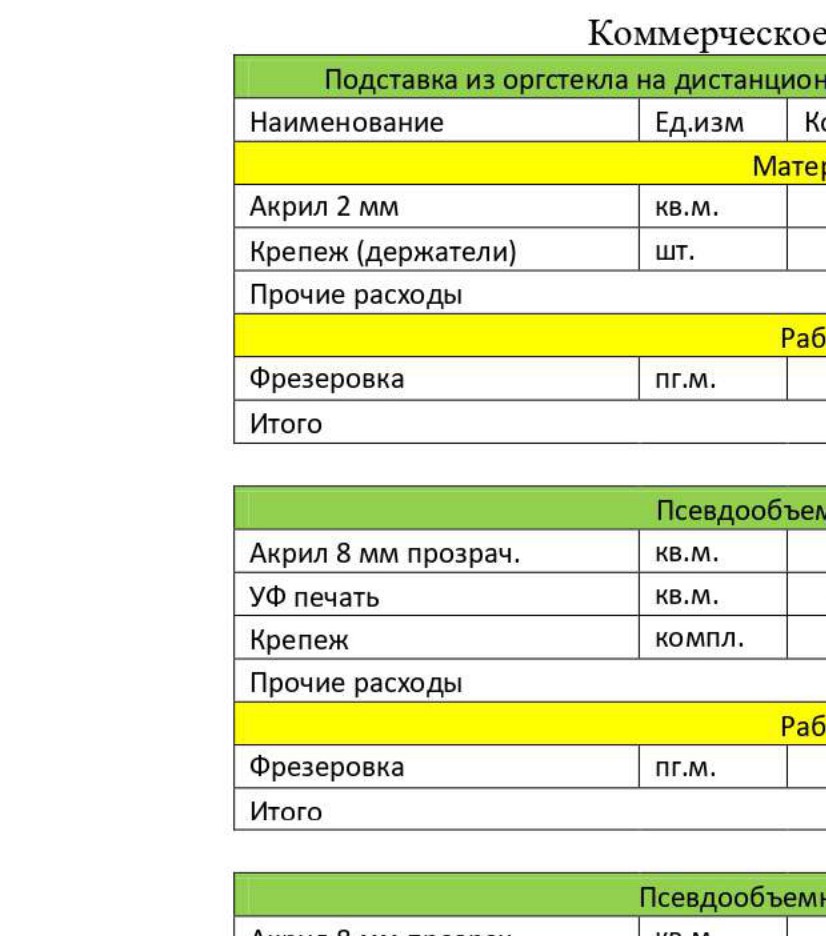 Коммерческое
Подставка из оргстекла на
Наименование Ед.изм
Акрил 2 мм кв.м.
Крепеж (держатели) шт.
Прочие расходы
Фрезеровка пг.м.
Итого
Акрил 8 мм прозрач. кв.м.
УФ печать кв.м.
Крепеж компл.
Прочие расходы
Фрезеровка пг.м.
Итого